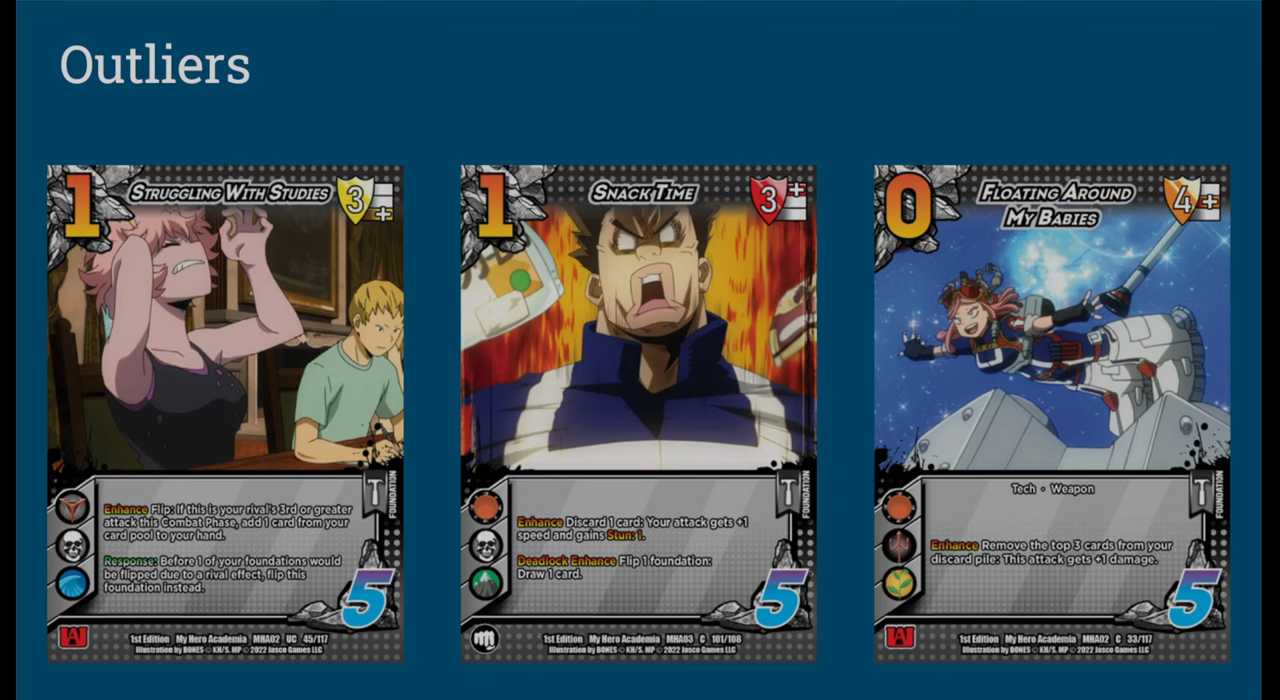 Outliers
1
STRUGGLING WITH STUDIES
3
+
Enhance Flip: If this is your rival's 3rd or greater
attack this Combat Phase, add 1 card from your
card pool to your hand.
Response: Before 1 of your foundations would
be flipped due to a rival effect, flip this
foundation instead.
FOUNDATION
5
1st Edition My Hero Academia MHA02 UC 45/117
Illustration by BONES © KH/S. MP © 2022 Jasco Games LLC
1
SNACK TIME
3
+
Enhance Discard 1 card: Your attack gets +1
speed and gains Stun: 1.
Deadlock Enhance Flip 1 foundation:
Draw 1 card.
FOUNDATION
5
1st Edition My Hero Academia MHA03 C 101/108
Illustration by BONES © KH/S. MP © 2022 Jasco Games LLC
0
FLOATING AROUND
MY BABIES
4
+
Tech • Weapon
Enhance Remove the top 3 cards from your
discard pile: This attack gets +1 damage.
FOUNDATION
5
1st Edition My Hero Academia MHA02 C 33/117
Illustration by BONES © KH/S. MP © 2022 Jasco Games LLC